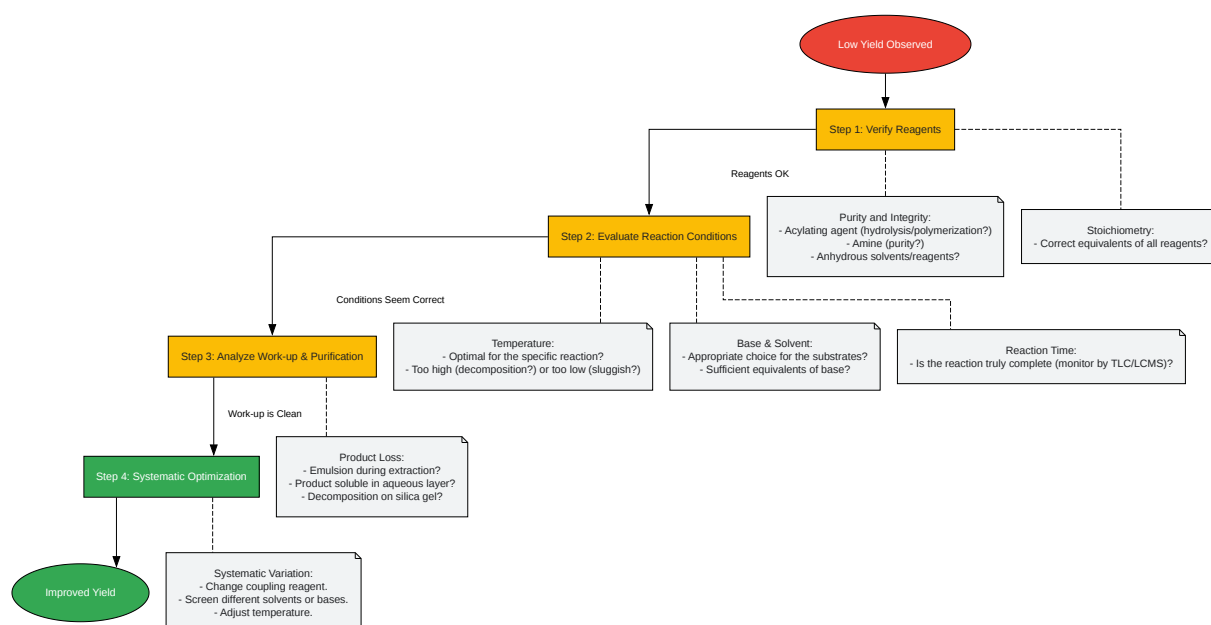 Low Yield Observed
Step 1: Verify Reagents
Reagents OK
Purity and Integrity:
- Acylating agent (hydrolysis/polymerization?)
- Amine (purity?)
- Anhydrous solvents/reagents?
Stoichiometry:
- Correct equivalents of all reagents?
Step 2: Evaluate Reaction Conditions
Conditions Seem Correct
Temperature:
- Optimal for the specific reaction?
- Too high (decomposition?) or too low (sluggish?)
Base & Solvent:
- Appropriate choice for the substrates?
- Sufficient equivalents of base?
Reaction Time:
- Is the reaction truly complete (monitor by TLC/LCMS)?
Step 3: Analyze Work-up & Purification
Work-up is Clean
Product Loss:
- Emulsion during extraction?
- Product soluble in aqueous layer?
- Decomposition on silica gel?
Step 4: Systematic Optimization
Systematic Variation:
- Change coupling reagent.
- Screen different solvents or bases.
- Adjust temperature.
Improved Yield